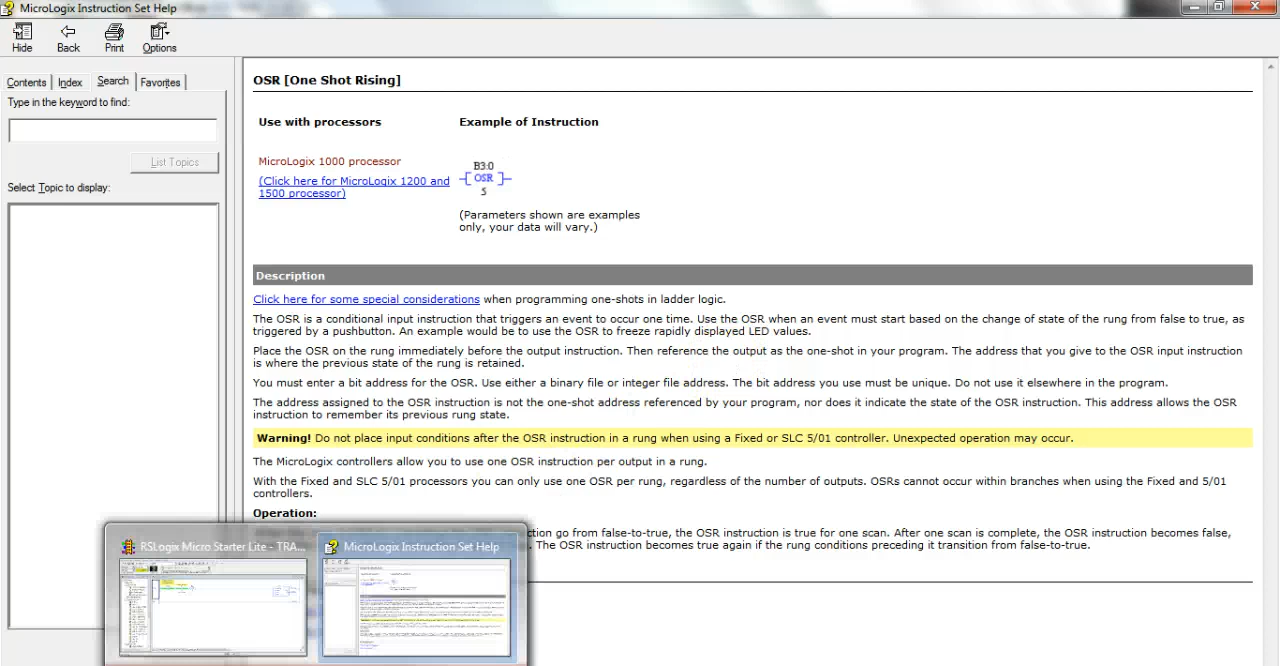 MicroLogix Instruction Set Help
Hide Back Print Options
Contents Index Search Favorites
Type in the keyword to find:
List Topics
Select Topic to display:
OSR [One Shot Rising]
Use with processors Example of Instruction
MicroLogix 1000 processor
(Click here for MicroLogix 1200 and
1500 processor)
B3:0
OSR
5
(Parameters shown are examples
only, your data will vary.)
Description
Click here for some special considerations when programming one-shots in ladder logic.
The OSR is a conditional input instruction that triggers an event to occur one time. Use the OSR when an event must start based on the change of state of the rung from false to true, as
triggered by a pushbutton. An example would be to use the OSR to freeze rapidly displayed LED values.
Place the OSR on the rung immediately before the output instruction. Then reference the output as the one-shot in your program. The address that you give to the OSR input instruction
is where the previous state of the rung is retained.
You must enter a bit address for the OSR. Use either a binary file or integer file address. The bit address you use must be unique. Do not use it elsewhere in the program.
The address assigned to the OSR instruction is not the one-shot address referenced by your program, nor does it indicate the state of the OSR instruction. This address allows the OSR
instruction to remember its previous rung state.
Warning! Do not place input conditions after the OSR instruction in a rung when using a Fixed or SLC 5/01 controller. Unexpected operation may occur.
The MicroLogix controllers allow you to use one OSR instruction per output in a rung.
With the Fixed and SLC 5/01 processors you can only use one OSR per rung, regardless of the number of outputs. OSRs cannot occur within branches when using the Fixed and 5/01
controllers.
Operation:
ction go from false-to-true, the OSR instruction is true for one scan. After one scan is complete, the OSR instruction becomes false,
. The OSR instruction becomes true again if the rung conditions preceding it transition from false-to-true.
RSLogix Micro Starter Lite - TRA...
MicroLogix Instruction Set Help